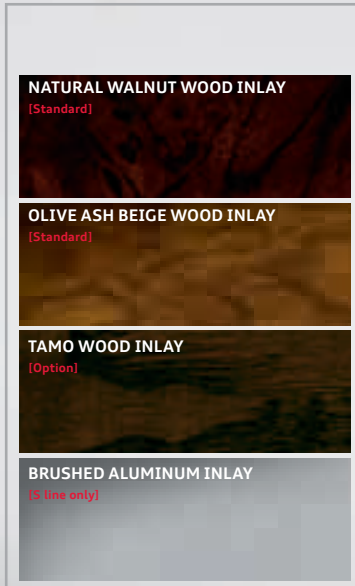 NATURAL WALNUT WOOD INLAY
[Standard]
OLIVE ASH BEIGE WOOD INLAY
[Standard]
TAMO WOOD INLAY
[Option]
BRUSHED ALUMINUM INLAY
[S line only]